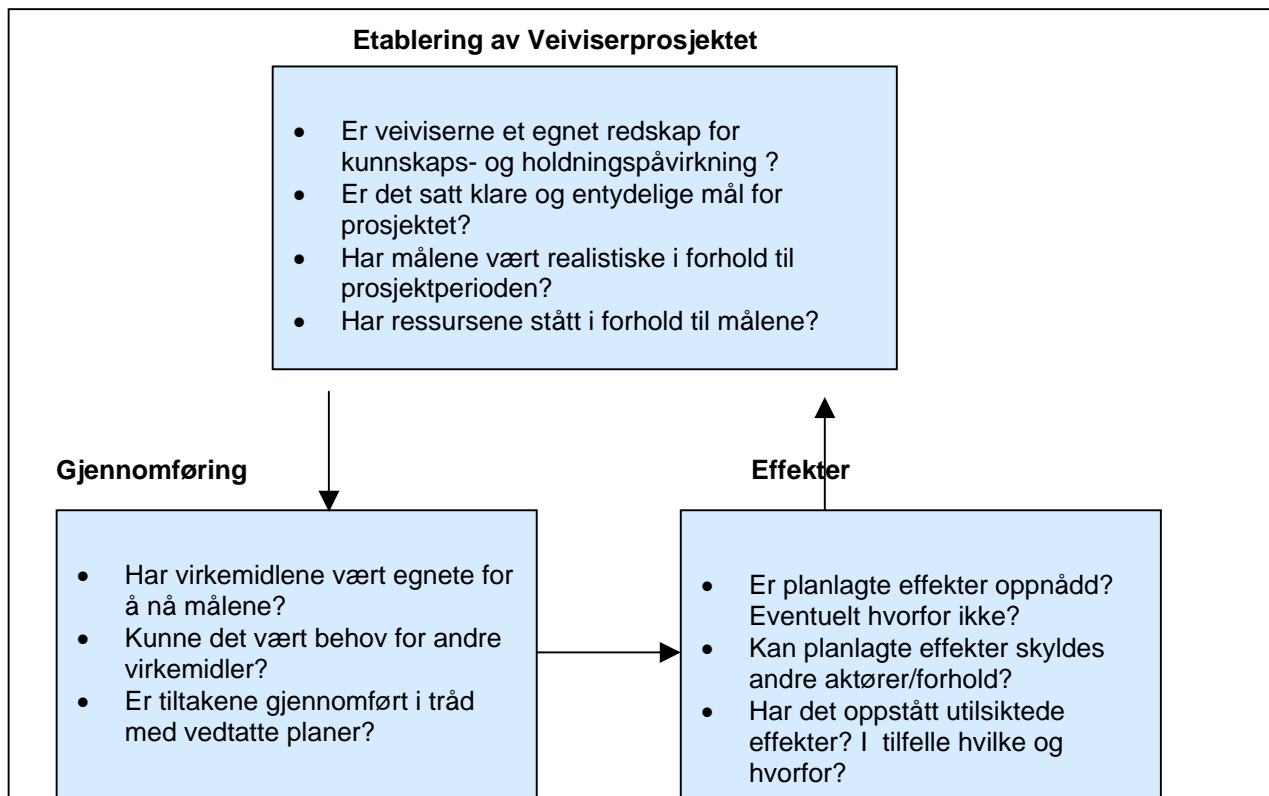 Etablering av Veiviserprosjektet
• Er veiviserne et egnet redskap for
kunnskaps- og holdningspåvirkning ?
• Er det satt klare og entydelige mål for
prosjektet?
• Har målene vært realistiske i forhold til
prosjektperioden?
• Har ressursene stått i forhold til målene?
Gjennomføring
• Har virkemidlene vært egnete for
å nå målene?
• Kunne det vært behov for andre
virkemidler?
• Er tiltakene gjennomført i tråd
med vedtatte planer?
Effekter
• Er planlagte effekter oppnådd?
Eventuelt hvorfor ikke?
• Kan planlagte effekter skyldes
andre aktører/forhold?
• Har det oppstått utilsiktede
effekter? I  tilfelle hvilke og
hvorfor?